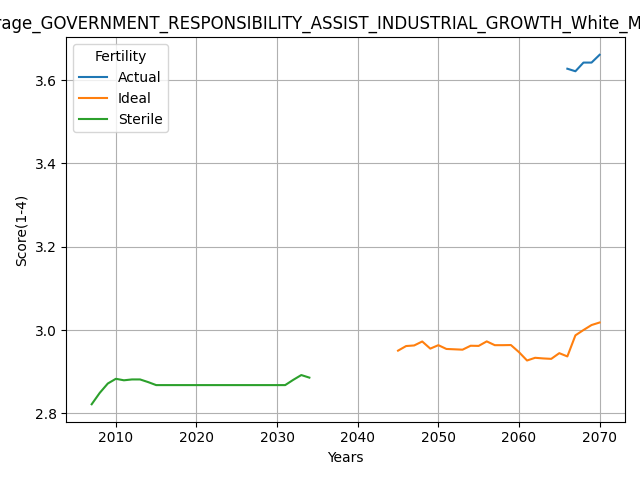 rage_GOVERNMENT_RESPONSIBILITY_ASSIST_INDUSTRIAL_GROWTH_White_M
Fertility
Actual
Ideal
Sterile
3.6
3.4
3.2
3.0
2.8
Score(1-4)
2010 2020 2030 2040 2050 2060 2070
Years